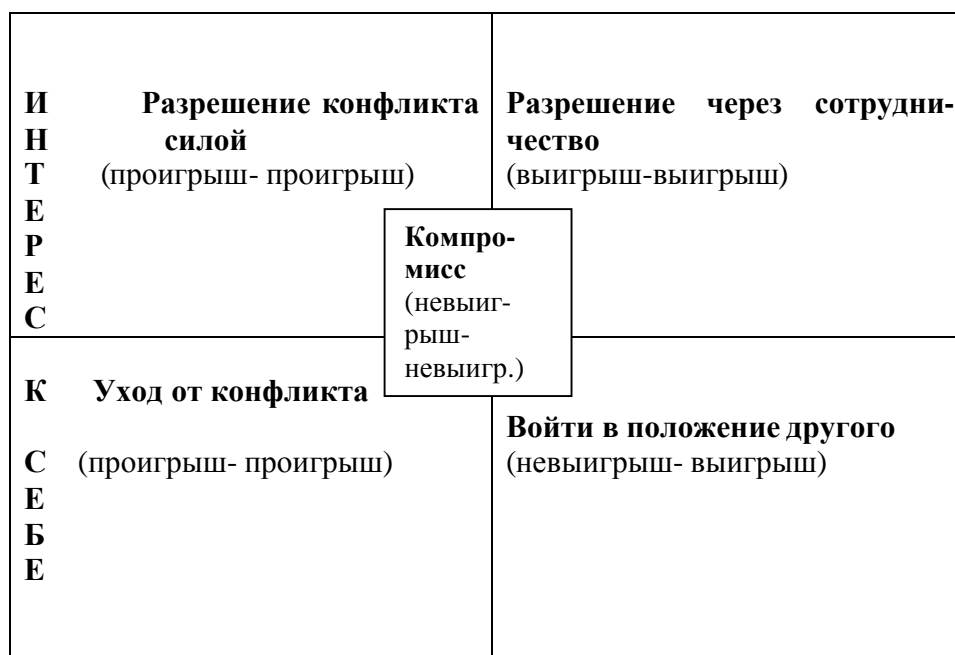 И
Н
Т
Е
Р
Е
С
К
С
Е
Б
Е
Разрешение конфликта
силой
(проигрыш- проигрыш)
Разрешение через сотрудни-
чество
(выигрыш-выигрыш)
Компро-
мисс
(невыиг-
рыш-
невыигр.)
Уход от конфликта
(проигрыш- проигрыш)
Войти в положение другого
(невыигрыш- выигрыш)